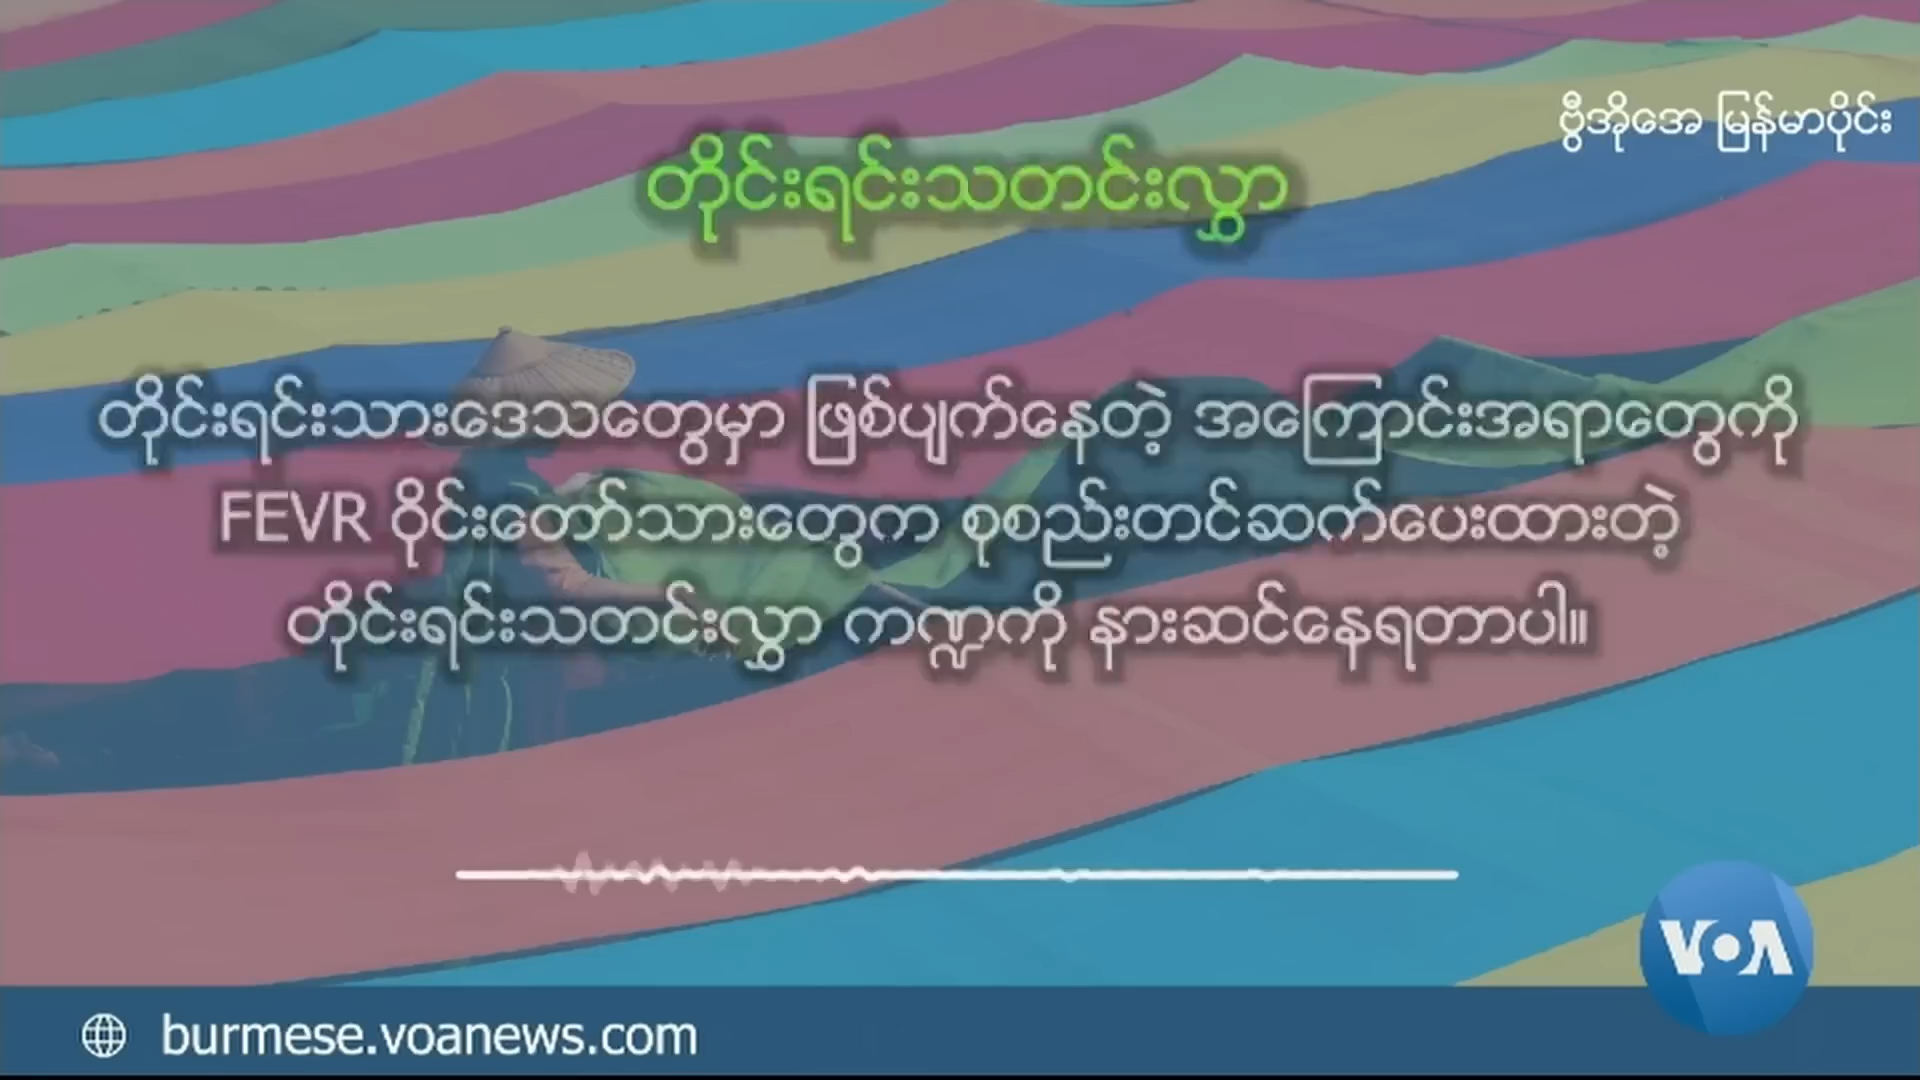 ဗွီအိုအေ မြန်မာပိုင်း
တိုင်းရင်းသတင်းလွှာ
တိုင်းရင်းသားဒေသတွေမှာ ဖြစ်ပျက်နေတဲ့ အကြောင်းအရာတွေကို
FEVR ဝိုင်းတော်သားတွေက စုစည်းတင်ဆက်ပေးထားတဲ့
တိုင်းရင်းသတင်းလွှာ ကဏ္ဍကို နားဆင်နေရတာပါ။
VOA
burmese.voanews.com